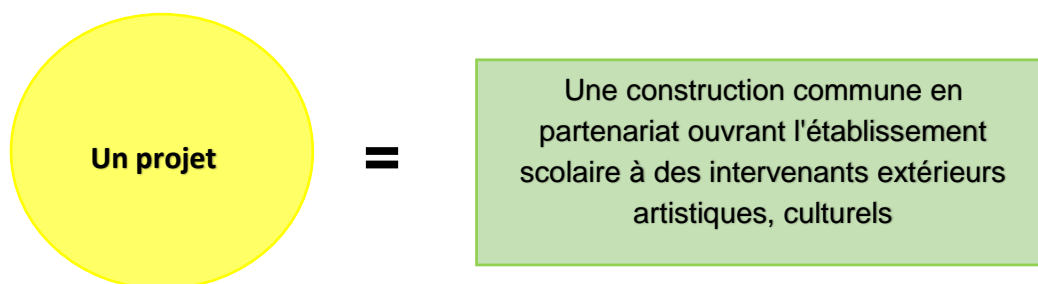 Un projet
=
Une construction commune en
partenariat ouvrant l'établissement
scolaire à des intervenants extérieurs
artistiques, culturels